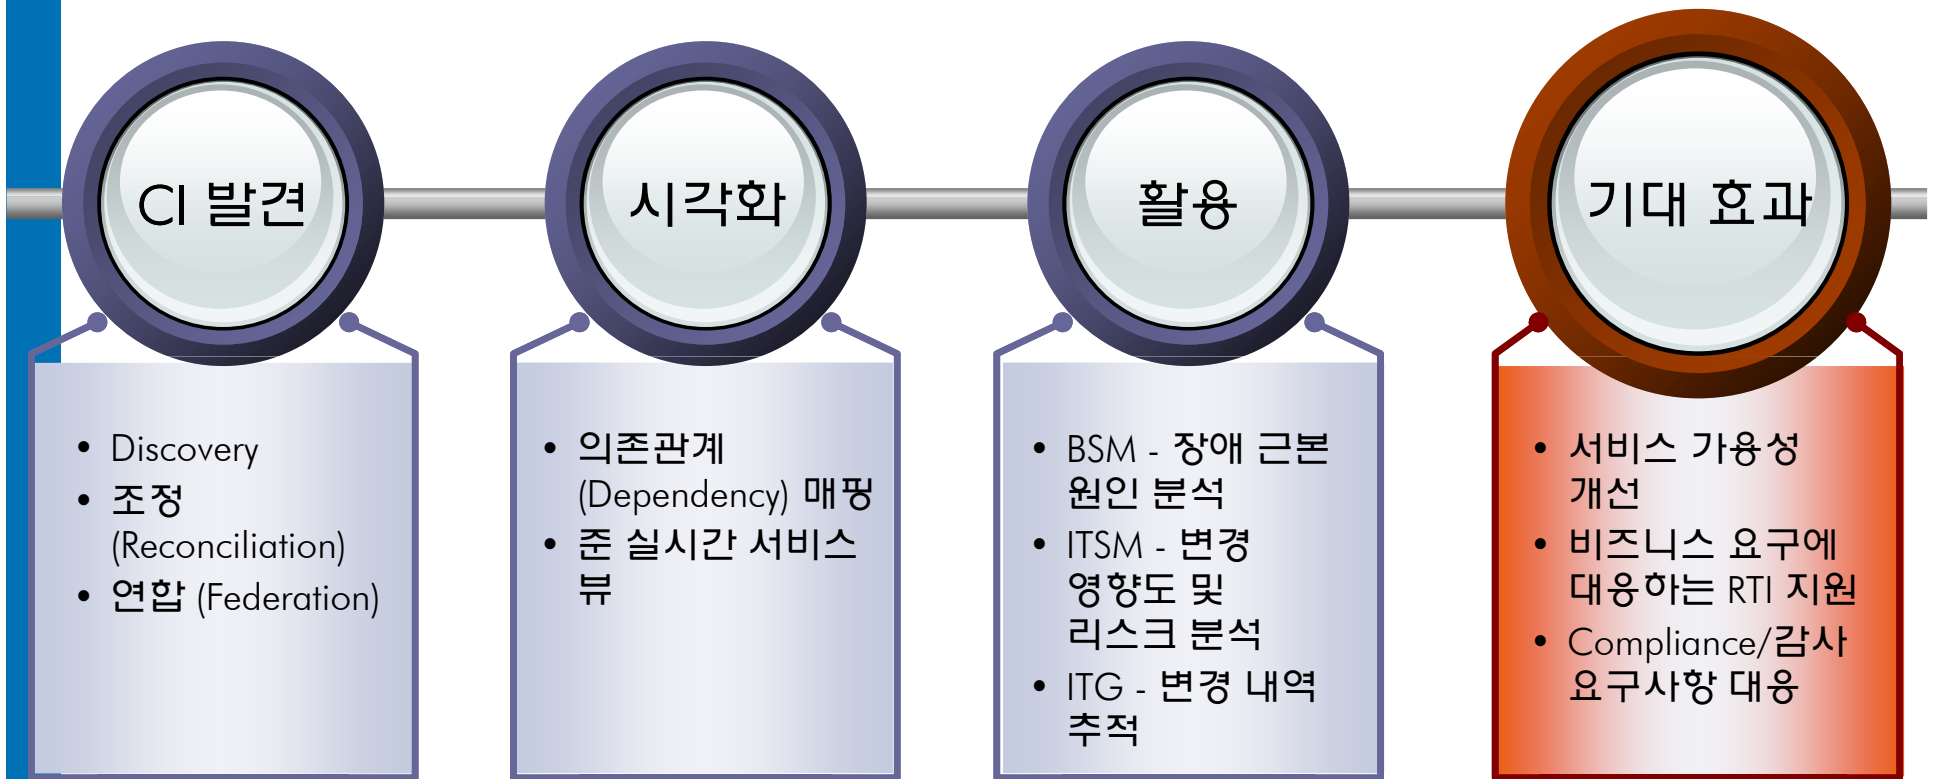 CI 발견
• Discovery
• 조정
(Reconciliation)
• 연합 (Federation)
시각화
• 의존관계
(Dependency) 매핑
• 준 실시간 서비스
뷰
활용
• BSM - 장애 근본
원인 분석
• ITSM - 변경
영향도 및
리스크 분석
• ITG - 변경 내역
추적
기대 효과
• 서비스 가용성
개선
• 비즈니스 요구에
대응하는 RTI 지원
• Compliance/감사
요구사항 대응